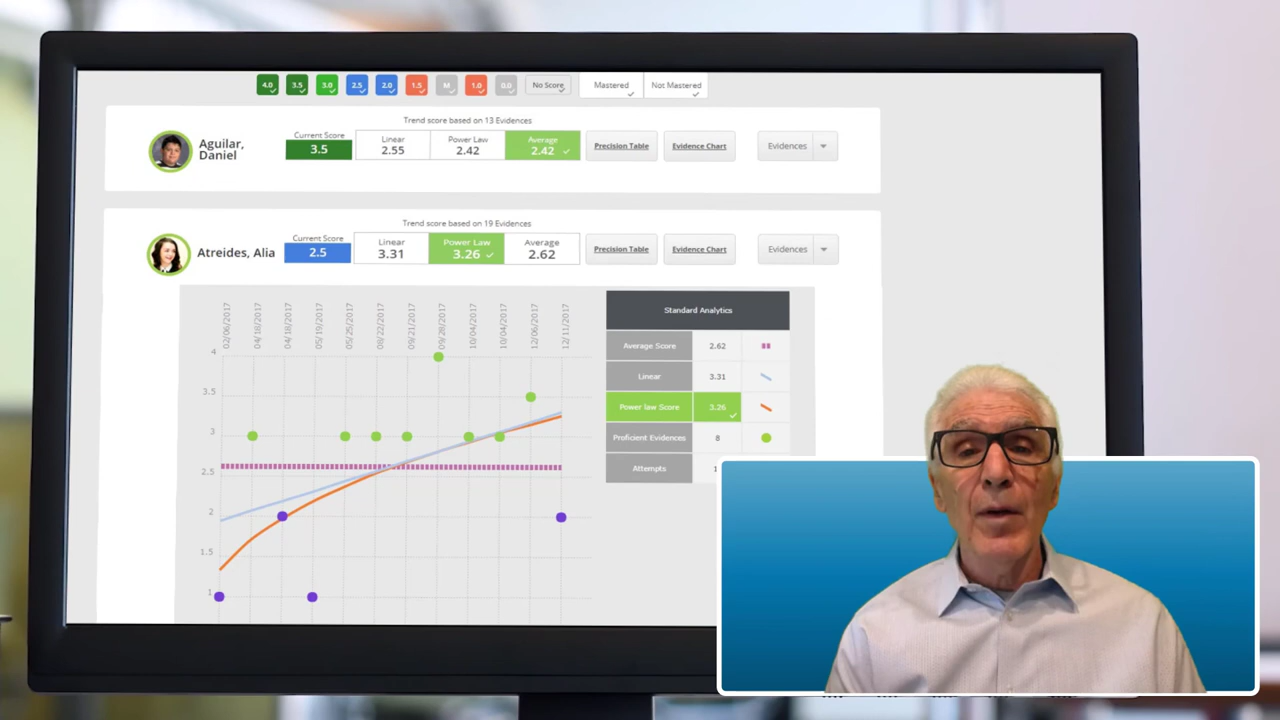 4.0 3.5 3.0 2.5 2.0 1.5 M 1.0 0.0 No Score Mastered Not Mastered
Trend score based on 13 Evidences
Aguilar,
Daniel
Current Score
3.5
Linear
2.55
Power Law
2.42
Average
2.42
Precision Table
Evidence Chart
Evidences
Trend score based on 19 Evidences
Atreides, Alia
Current Score
2.5
Linear
3.31
Power Law
3.26
Average
2.62
Precision Table
Evidence Chart
Evidences
02/06/2017
04/18/2017
04/18/2017
05/19/2017
05/25/2017
08/22/2017
09/21/2017
09/28/2017
10/04/2017
10/04/2017
12/06/2017
12/11/2017
4
3.5
3
2.5
2
1.5
1
Standard Analytics
Average Score 2.62
Linear 3.31
Power law Score 3.26
Proficient Evidences 8
Attempts